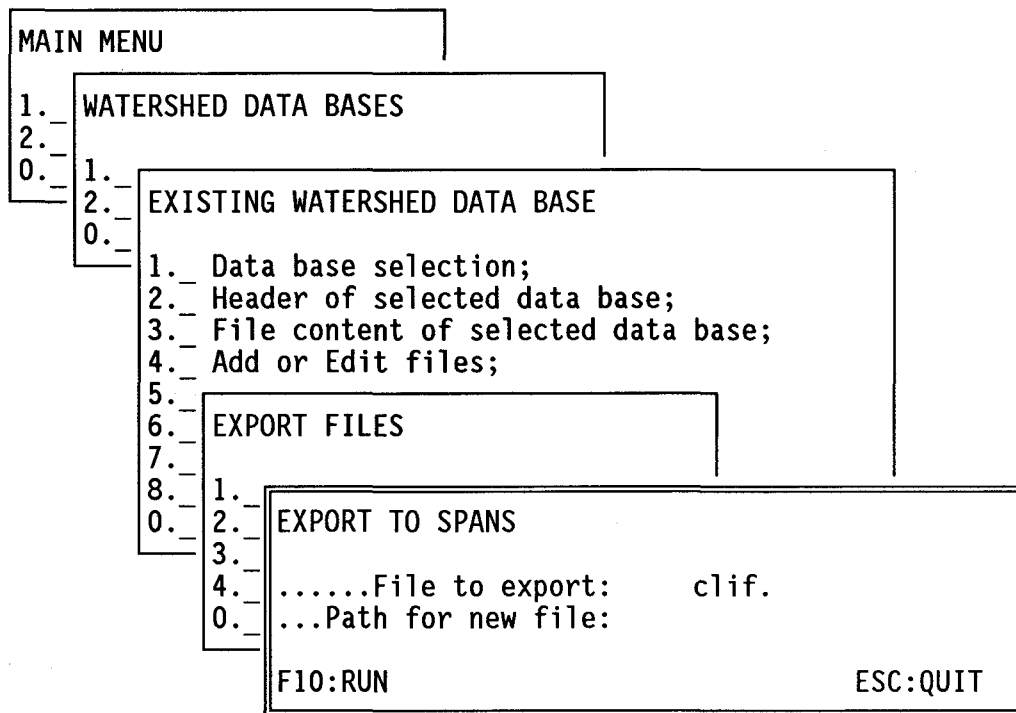 MAIN MENU
1._
2._
0._
WATERSHED DATA BASES
1._
2._
0._
EXISTING WATERSHED DATA BASE
1._ Data base selection;
2._ Header of selected data base;
3._ File content of selected data base;
4._ Add or Edit files;
5._
6._
7._
8._
0._
EXPORT FILES
1._
2._
3._
4._
0._
EXPORT TO SPANS
......File to export: clif.
...Path for new file:
F10:RUN ESC:QUIT